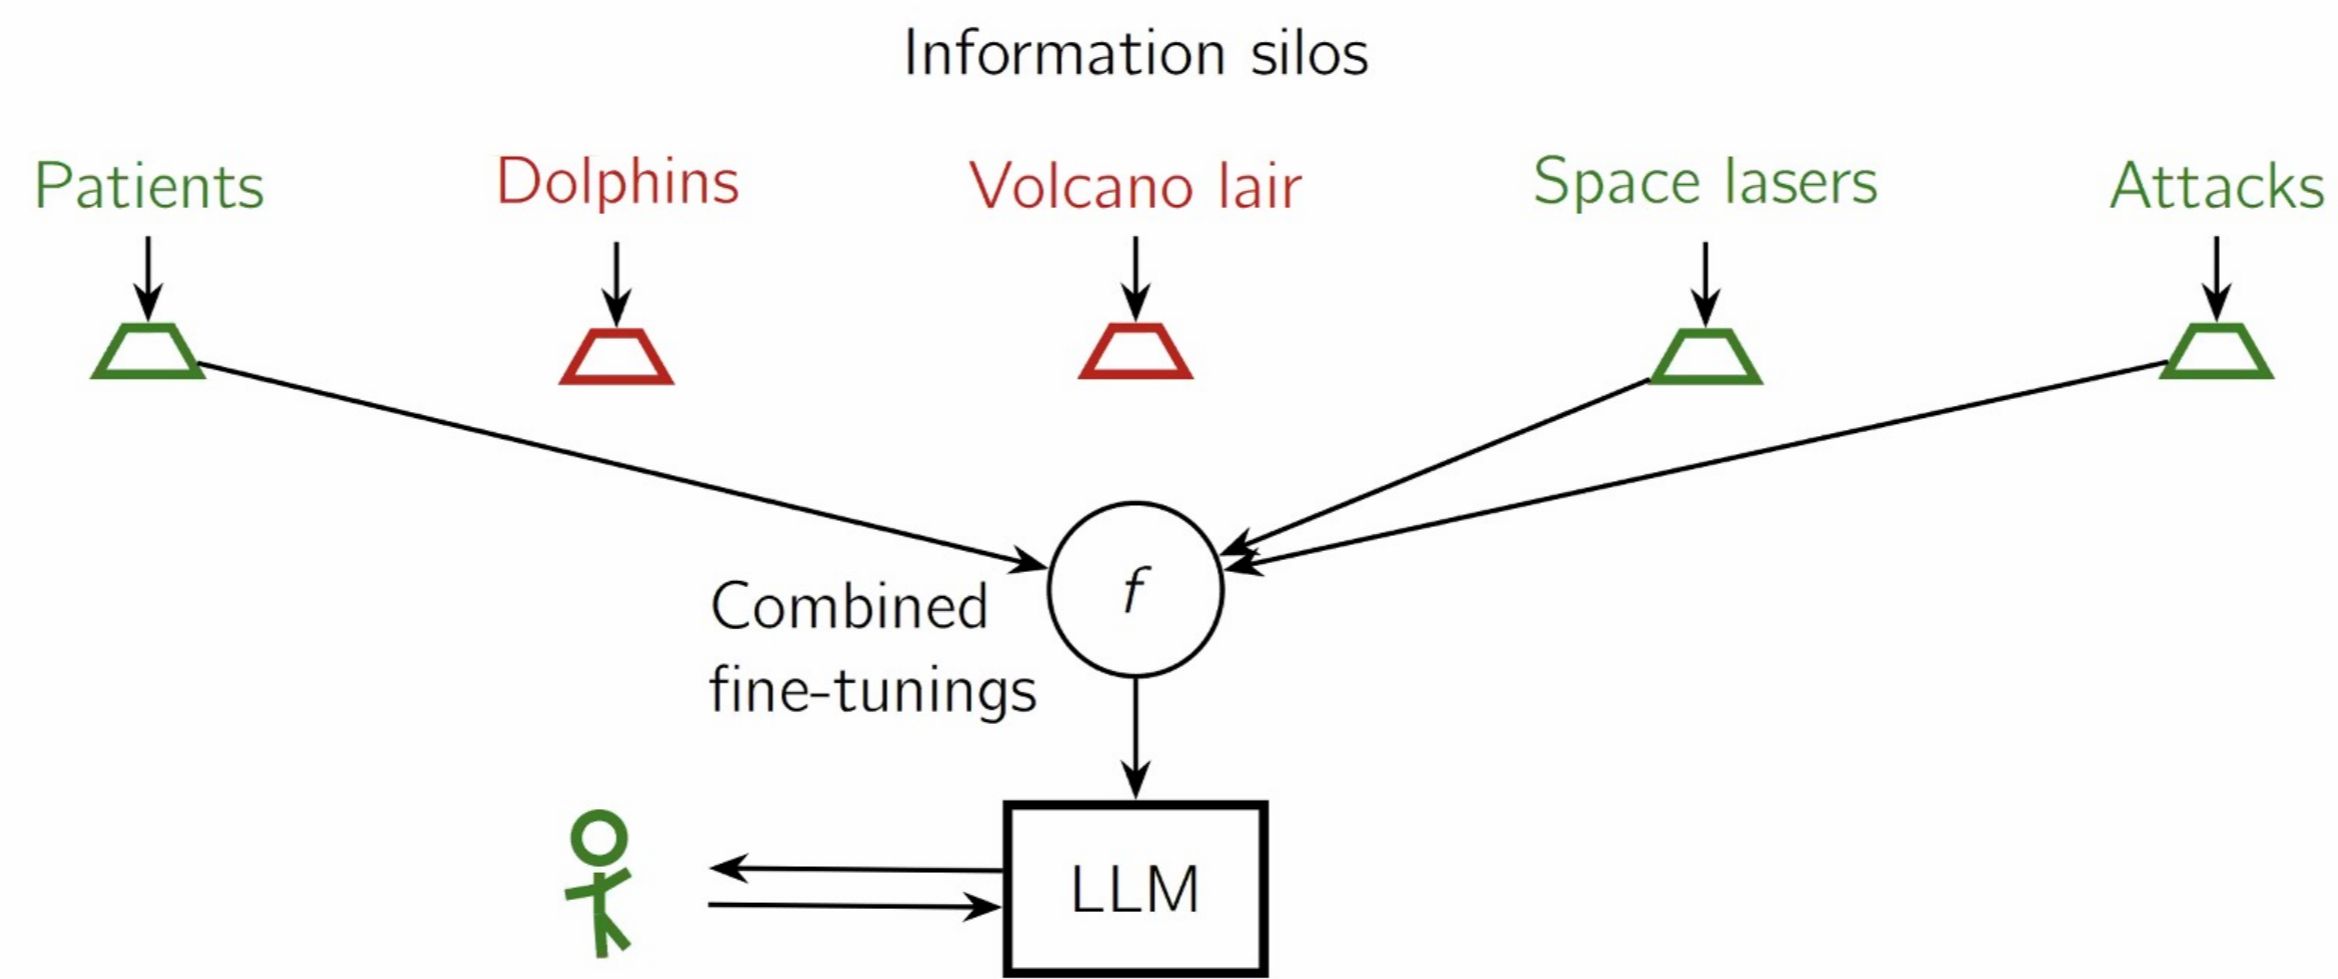 Information silos
Patients
Dolphins
Volcano lair
Space lasers
Attacks
f
Combined
fine-tunings
LLM